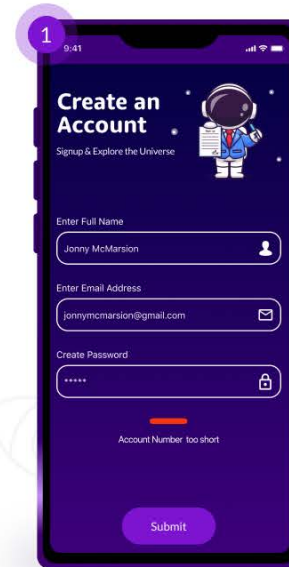 1
9:41
Create an
Account
Signup & Explore the Universe
Enter Full Name
Jonny McMarsion
Enter Email Address
jonnymcmarsion@gmail.com
Create Password
•••••
Account Number too short
Submit